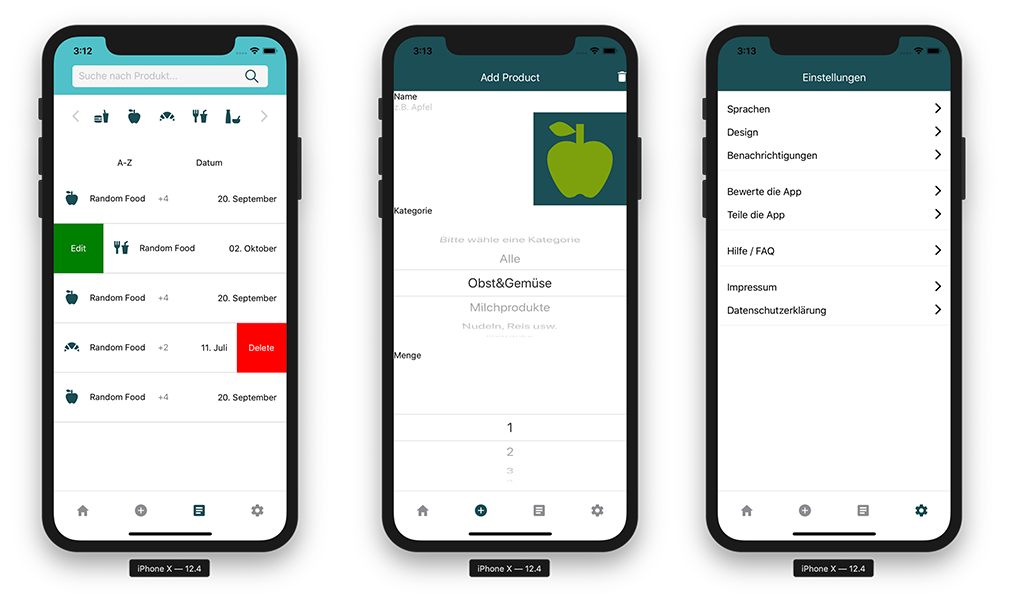 3:12
Suche nach Produkt...
A-Z Datum
Random Food +4 20. September
Edit Random Food 02. Oktober
Random Food +4 20. September
Random Food +2 11. Juli Delete
Random Food +4 20. September
iPhone X — 12.4
3:13
Add Product
Name
z.B. Apfel
Kategorie
Bitte wähle eine Kategorie
Alle
Obst&Gemüse
Milchprodukte
Nudeln, Reis usw.
Menge
1
2
3
iPhone X — 12.4
3:13
Einstellungen
Sprachen
Design
Benachrichtigungen
Bewerte die App
Teile die App
Hilfe / FAQ
Impressum
Datenschutzerklärung
iPhone X — 12.4